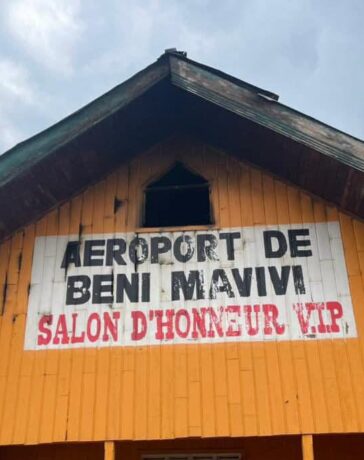 AEROPORT DE
BENI MAVIVI
SALON D'HONNEUR V.I.P